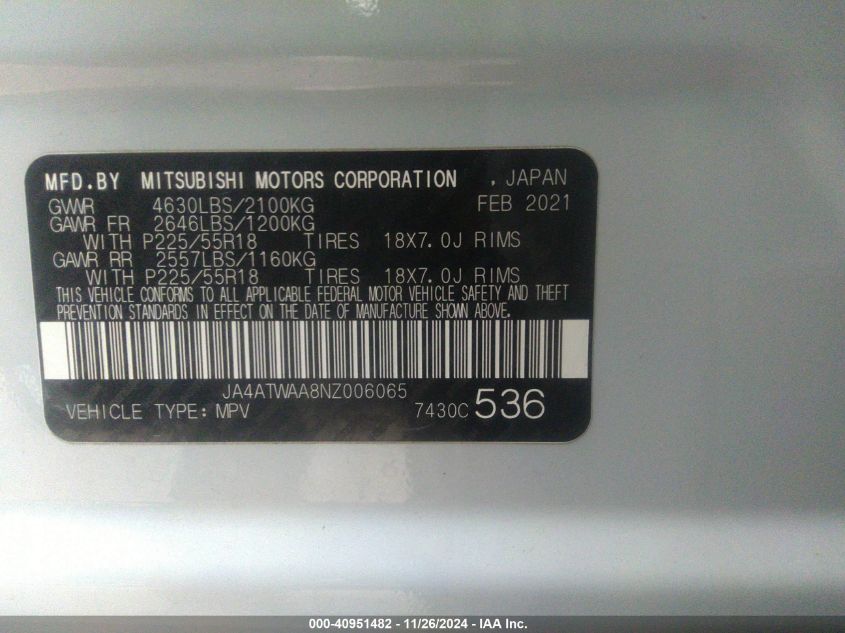 MFD.BY MITSUBISHI MOTORS CORPORATION , JAPAN
GVWR 4630LBS/2100KG FEB 2021
GAWR FR 2646LBS/1200KG
WITH P225/55R18 TIRES 18X7.0J RIMS
GAWR RR 2557LBS/1160KG
WITH P225/55R18 TIRES 18X7.0J RIMS
THIS VEHICLE CONFORMS TO ALL APPLICABLE FEDERAL MOTOR VEHICLE SAFETY AND THEFT
PREVENTION STANDARDS IN EFFECT ON THE DATE OF MANUFACTURE SHOWN ABOVE.
JA4ATWAA8NZ006065
VEHICLE TYPE: MPV 7430C 536
000-40951482 - 11/26/2024 - IAA Inc.